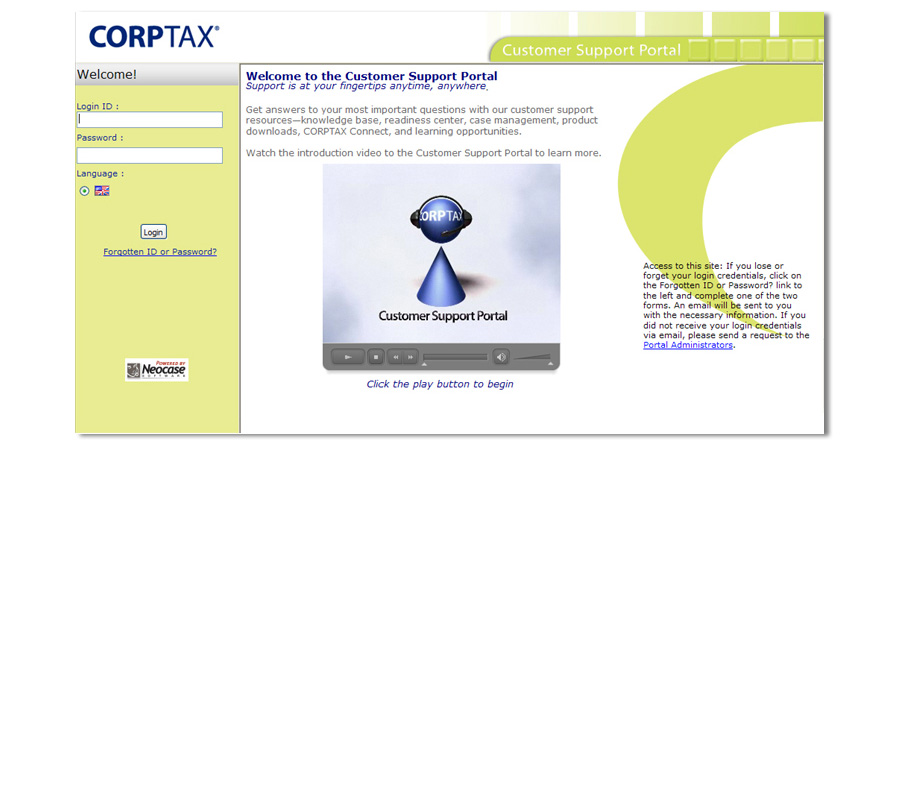 CORPTAX®
Customer Support Portal
Welcome!
Login ID :
Password :
Language :
Login
Forgotten ID or Password?
POWERED BY
Neocase
SOFTWARE
Welcome to the Customer Support Portal
Support is at your fingertips anytime, anywhere.
Get answers to your most important questions with our customer support
resources—knowledge base, readiness center, case management, product
downloads, CORPTAX Connect, and learning opportunities.
Watch the introduction video to the Customer Support Portal to learn more.
CORPTAX
Customer Support Portal
Click the play button to begin
Access to this site: If you lose or
forget your login credentials, click on
the Forgotten ID or Password? link to
the left and complete one of the two
forms. An email will be sent to you
with the necessary information. If you
did not receive your login credentials
via email, please send a request to the
Portal Administrators.